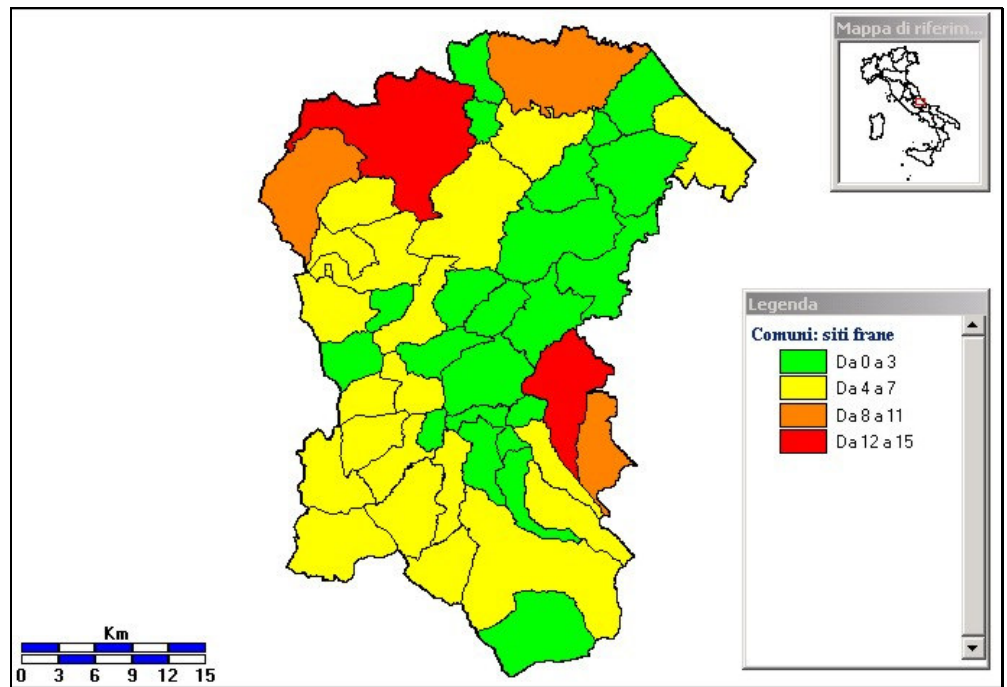 Mappa di riferim...
Legenda
Comuni: siti frane
Da 0 a 3
Da 4 a 7
Da 8 a 11
Da 12 a 15
Km
0 3 6 9 12 15